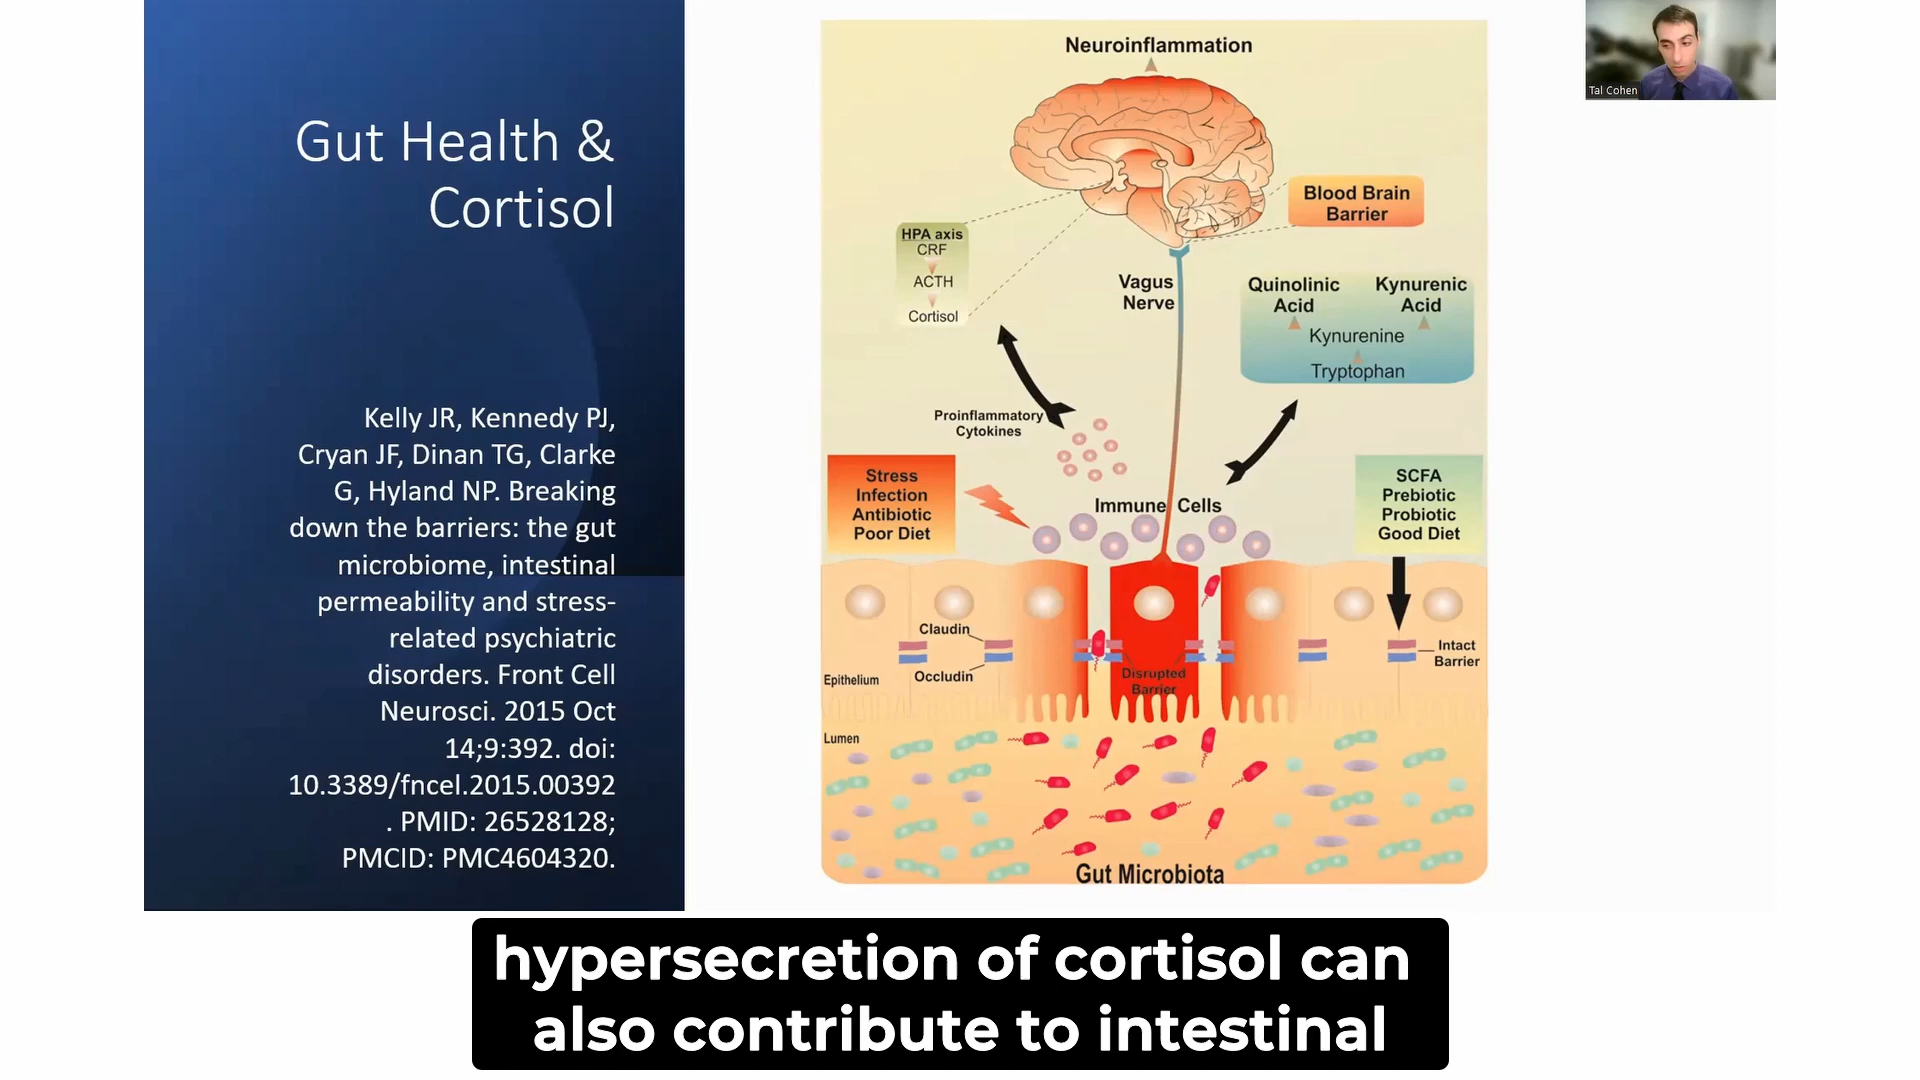 Gut Health &
Cortisol
Kelly JR, Kennedy PJ,
Cryan JF, Dinan TG, Clarke
G, Hyland NP. Breaking
down the barriers: the gut
microbiome, intestinal
permeability and stress-
related psychiatric
disorders. Front Cell
Neurosci. 2015 Oct
14;9:392. doi:
10.3389/fncel.2015.00392
. PMID: 26528128;
PMCID: PMC4604320.
Neuroinflammation
Blood Brain
Barrier
HPA axis
CRF
ACTH
Cortisol
Vagus
Nerve
Quinolinic
Acid
Kynurenic
Acid
Kynurenine
Tryptophan
Proinflammatory
Cytokines
Stress
Infection
Antibiotic
Poor Diet
Immune Cells
SCFA
Prebiotic
Probiotic
Good Diet
Claudin
Occludin
Disrupted
Barrier
Intact
Barrier
Epithelium
Lumen
Gut Microbiota
Tal Cohen
hypersecretion of cortisol can
also contribute to intestinal